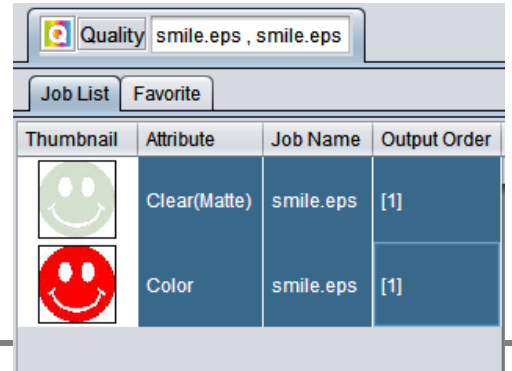 Quality smile.eps , smile.eps
Job List Favorite
Thumbnail Attribute Job Name Output Order
Clear(Matte) smile.eps [1]
Color smile.eps [1]